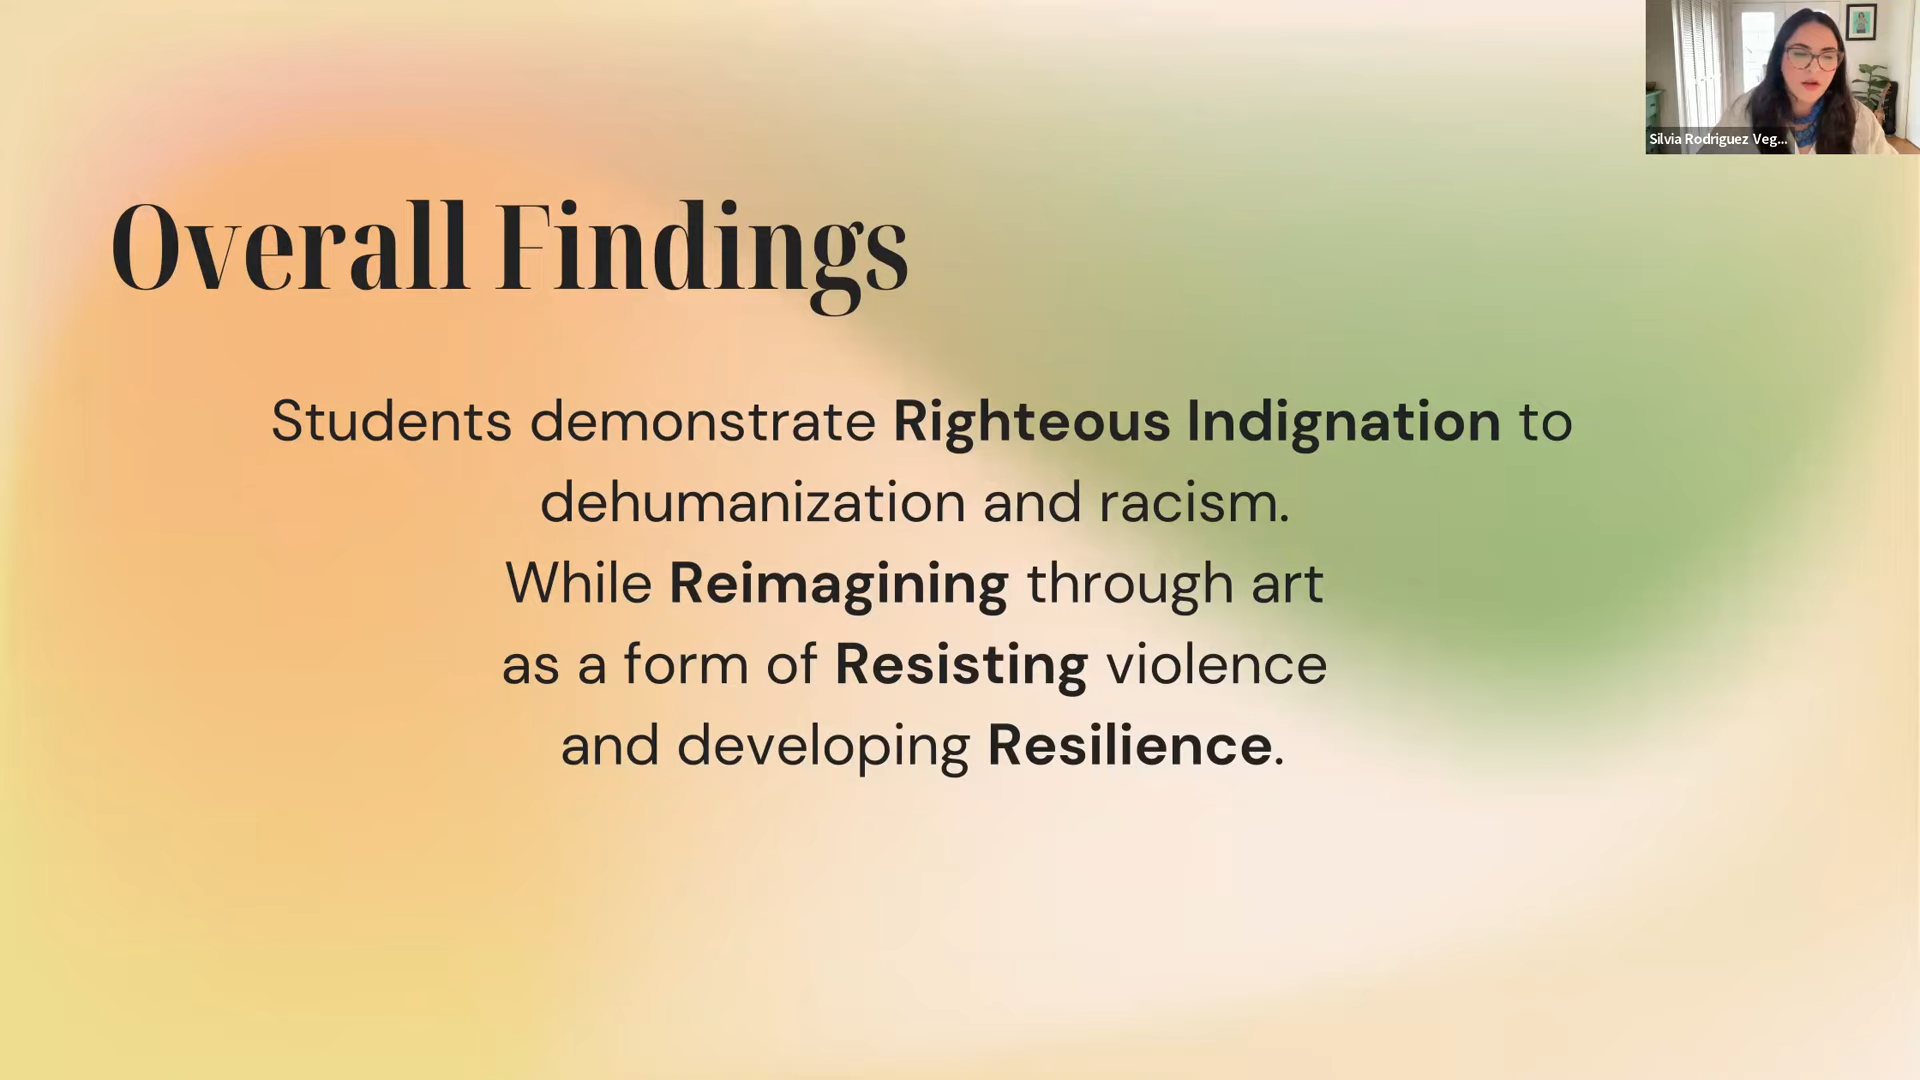 Silvia Rodriguez Veg...
Overall Findings
Students demonstrate Righteous Indignation to
dehumanization and racism.
While Reimagining through art
as a form of Resisting violence
and developing Resilience.